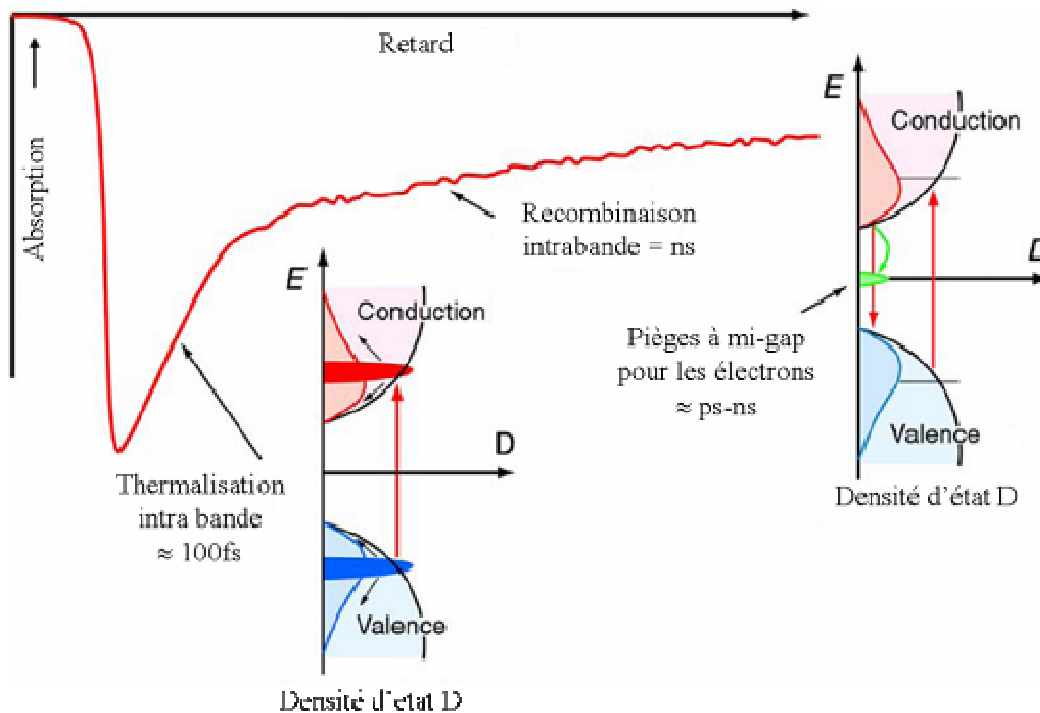 Retard
Absorption
E
Conduction
Recombinaison
intrabande = ns
D
E
Conduction
Pièges à mi-gap
pour les électrons
≈ ps-ns
D
Valence
Thermalisation
intra bande
≈ 100fs
Valence
Densité d'état D
Densité d'etat D